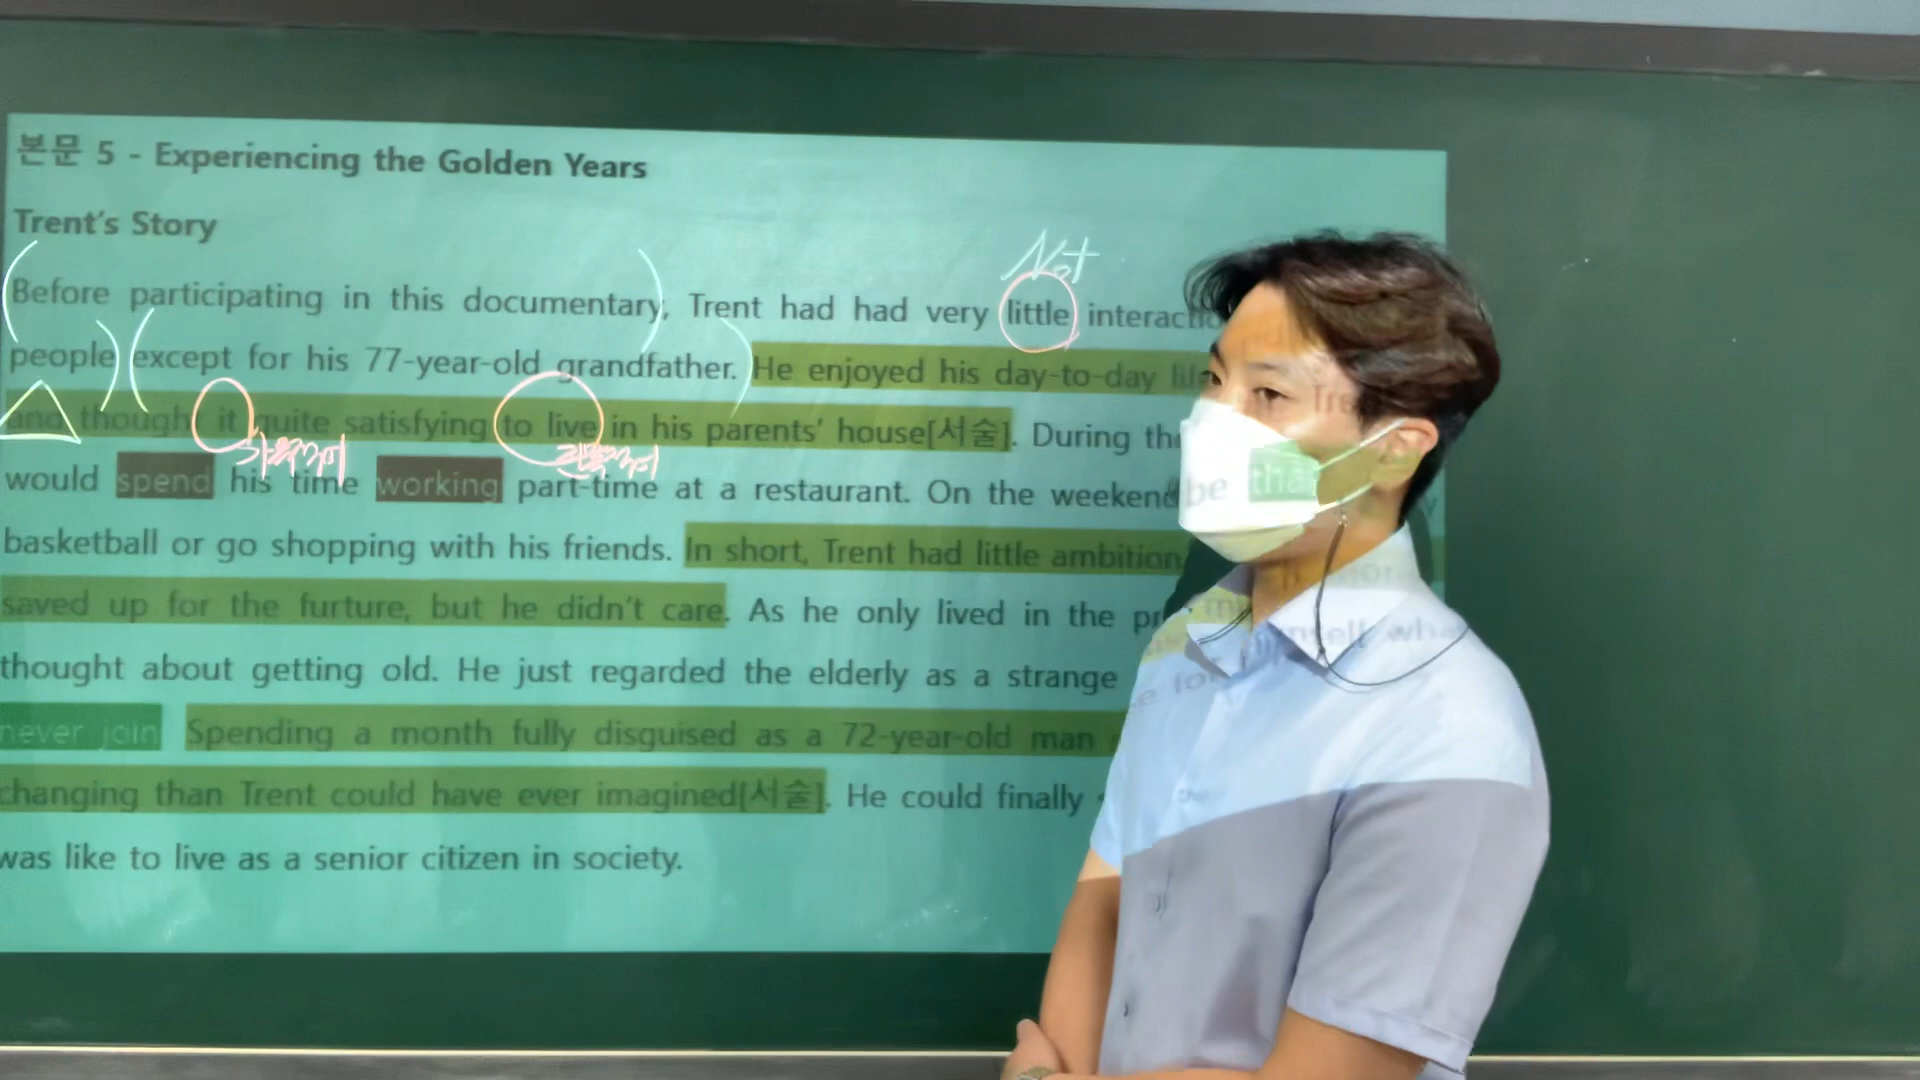 본문 5 - Experiencing the Golden Years
Trent's Story
Not
Before participating in this documentary, Trent had had very little
people except for his 77-year-old grandfather. He enjoyed his day-to-day
and thought it quite satisfying to live in his parents' house[서술]. During
가목적어 진목적어
would spend his time working part-time at a restaurant. On the be than
basketball or go shopping with his friends. In short, Trent had little ambition
saved up for the furture, but he didn't care. As he only lived in the
thought about getting old. He just regarded the elderly as a strange
never join Spending a month fully disguised as a 72-year-old man
changing than Trent could have ever imagined[서술]. He could finally
was like to live as a senior citizen in society.